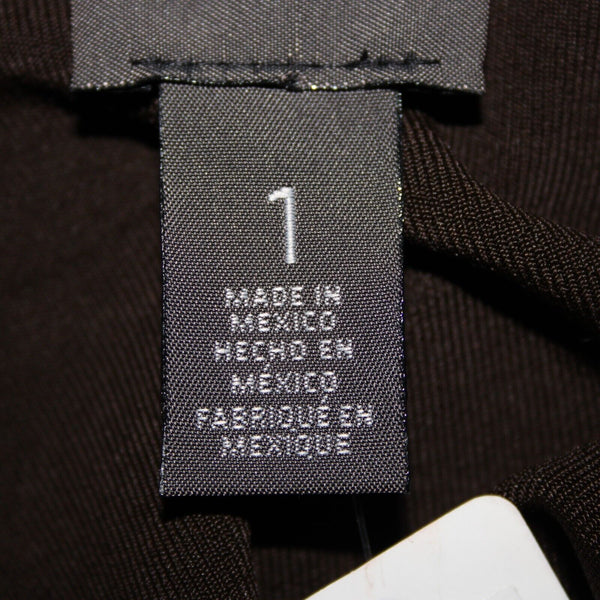 1
MADE IN
MEXICO
HECHO EN
MÉXICO
FABRIQUÉ EN
MEXIQUE